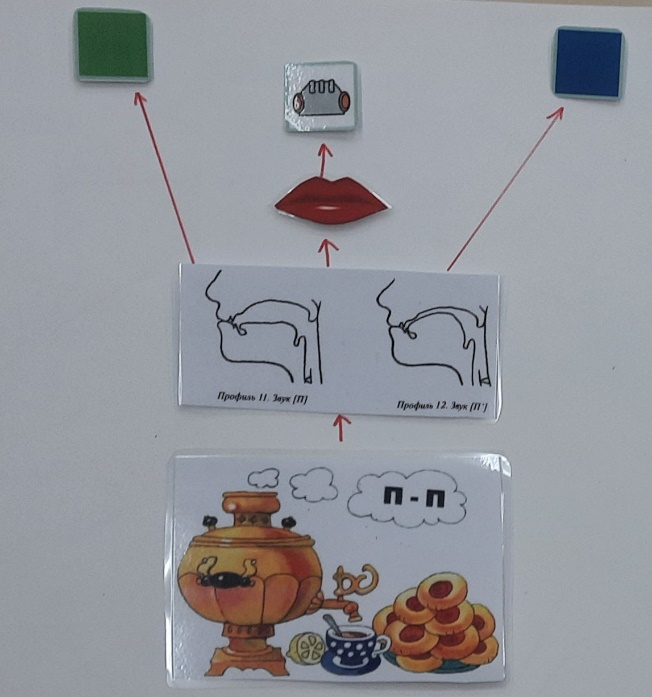 Профиль 11. Звук [П]
Профиль 12. Звук [П']
П - П